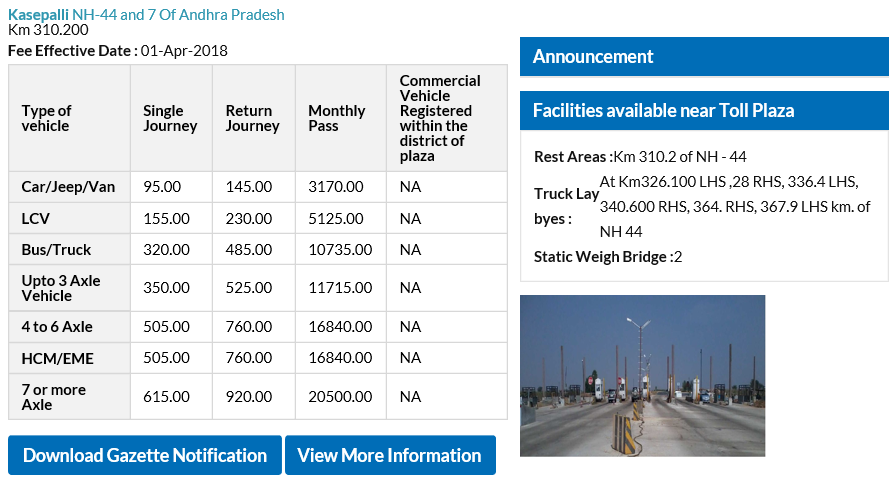 Kasepalli NH-44 and 7 Of Andhra Pradesh
Km 310.200
Fee Effective Date : 01-Apr-2018
Type of vehicle Single Journey Return Journey Monthly Pass Commercial Vehicle Registered within the district of plaza
Car/Jeep/Van 95.00 145.00 3170.00 NA
LCV 155.00 230.00 5125.00 NA
Bus/Truck 320.00 485.00 10735.00 NA
Upto 3 Axle Vehicle 350.00 525.00 11715.00 NA
4 to 6 Axle 505.00 760.00 16840.00 NA
HCM/EME 505.00 760.00 16840.00 NA
7 or more Axle 615.00 920.00 20500.00 NA
Download Gazette Notification View More Information
Announcement
Facilities available near Toll Plaza
Rest Areas :Km 310.2 of NH - 44
Truck Lay byes : At Km326.100 LHS ,28 RHS, 336.4 LHS,
340.600 RHS, 364. RHS, 367.9 LHS km. of
NH 44
Static Weigh Bridge :2